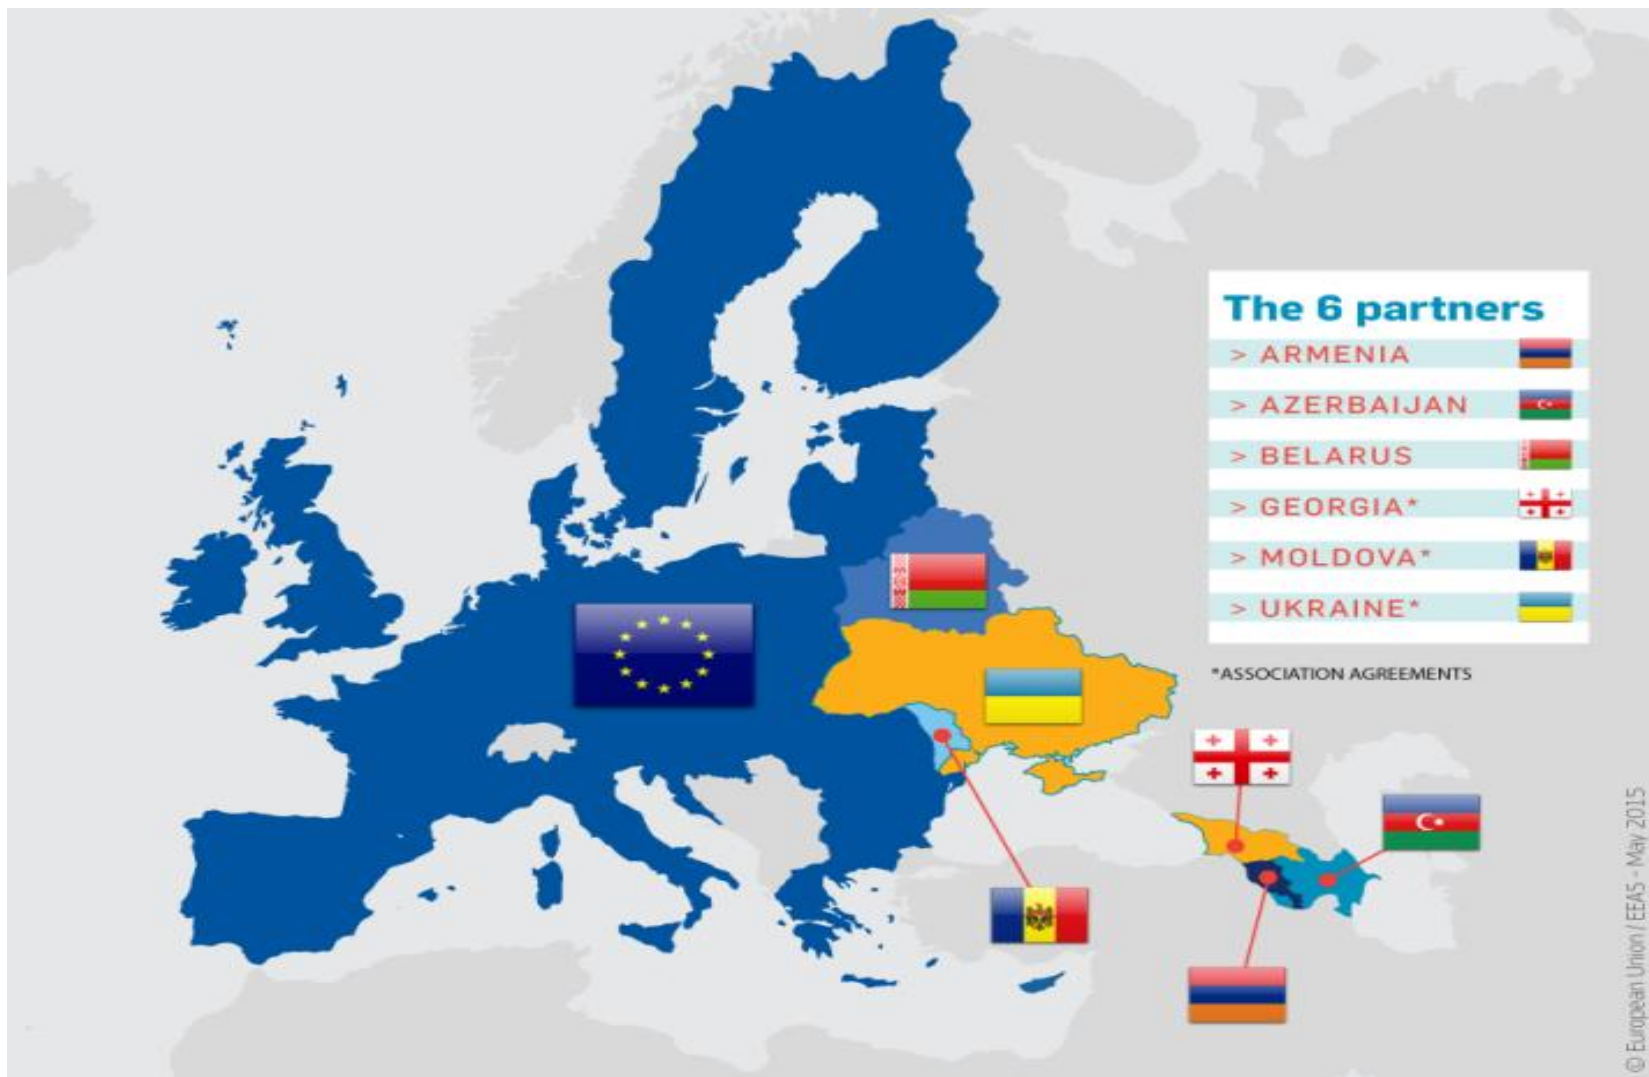 The 6 partners
> ARMENIA
> AZERBAIJAN
> BELARUS
> GEORGIA*
> MOLDOVA*
> UKRAINE*
*ASSOCIATION AGREEMENTS
© European Union / EEAS - May 2015